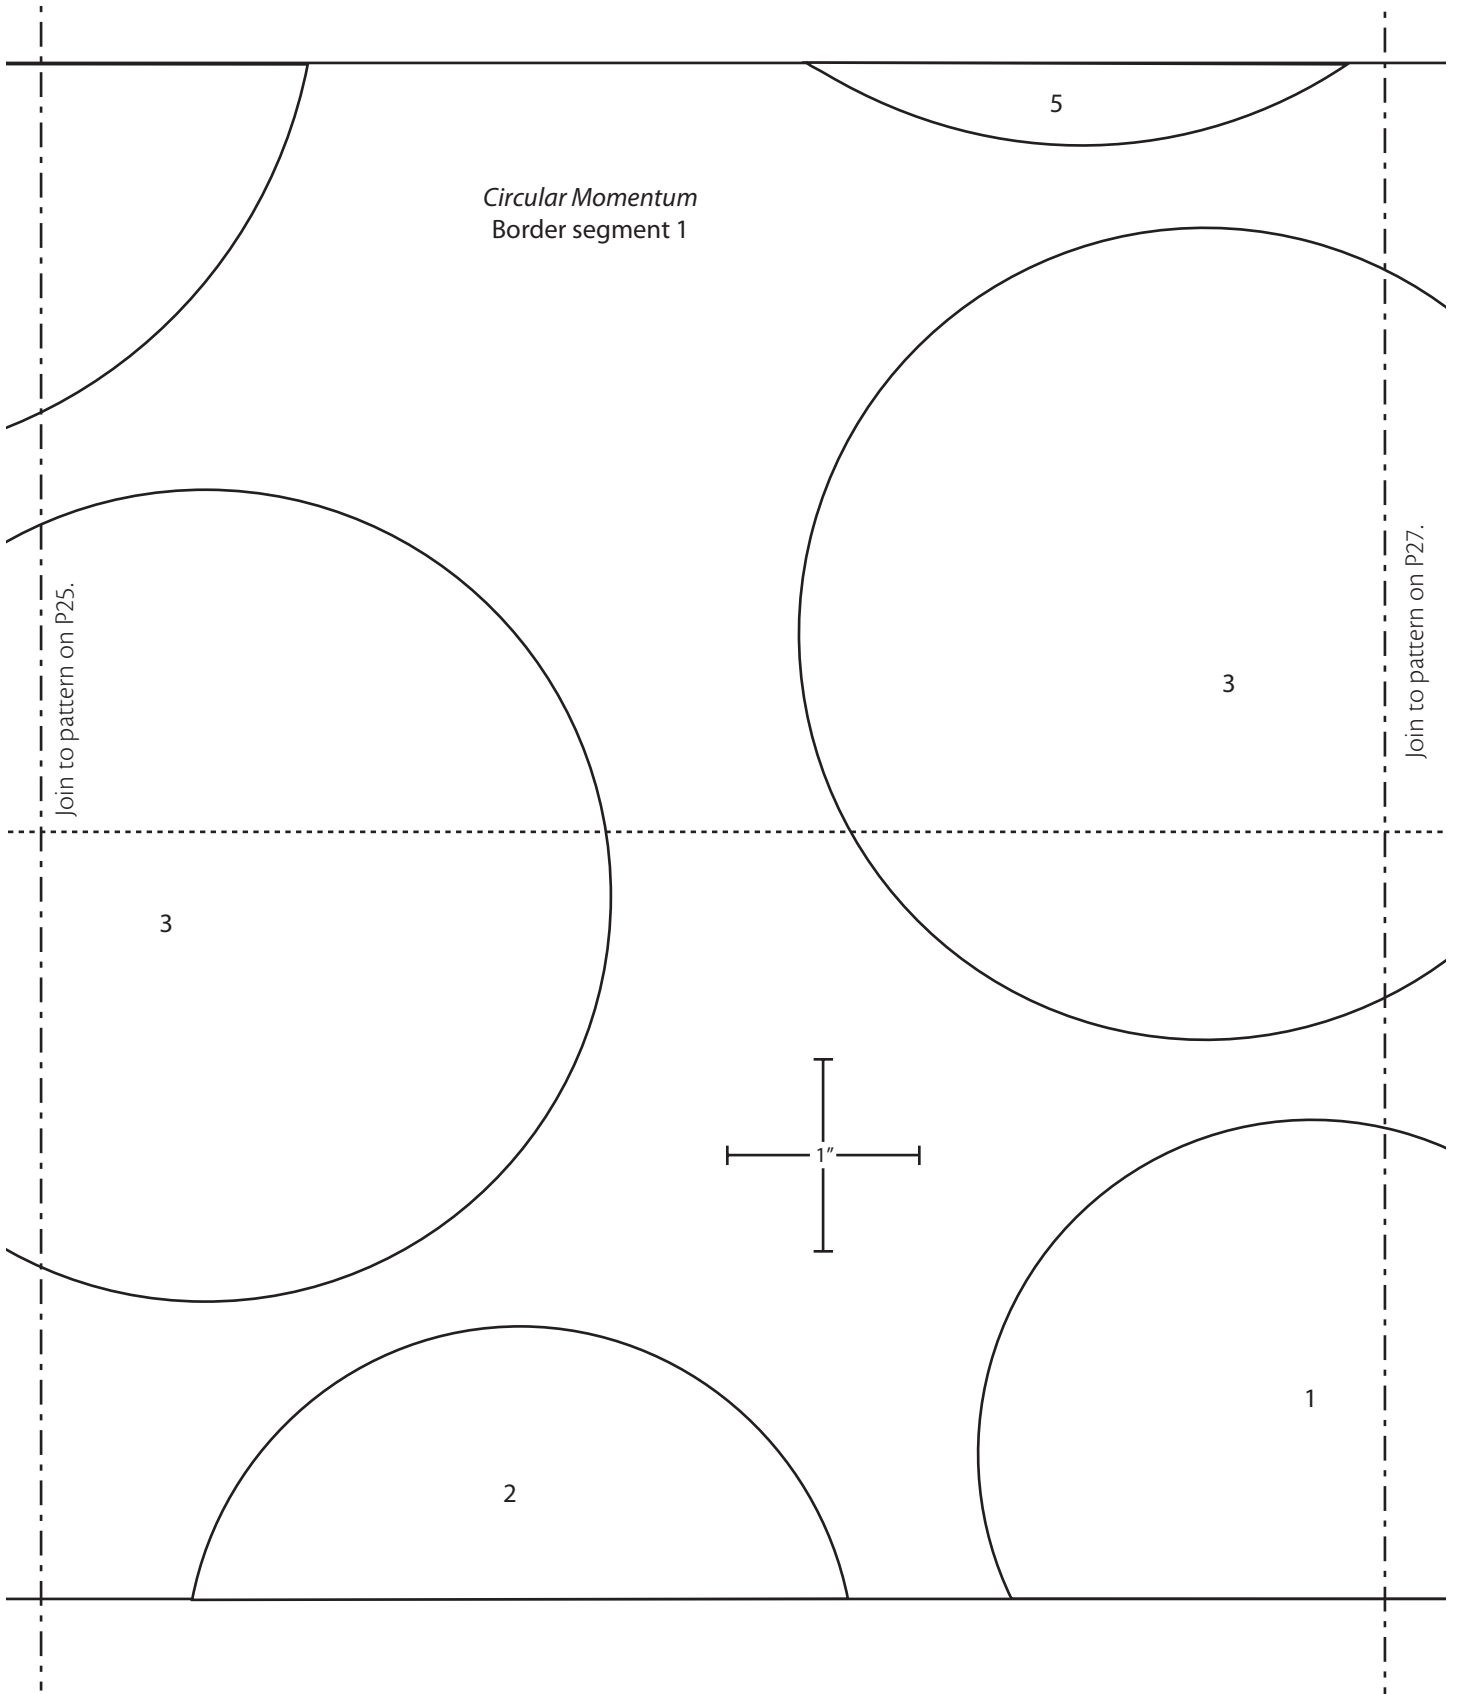 5
Circular Momentum
Border segment 1
Join to pattern on P25.
Join to pattern on P27.
3
3
1″
1
2